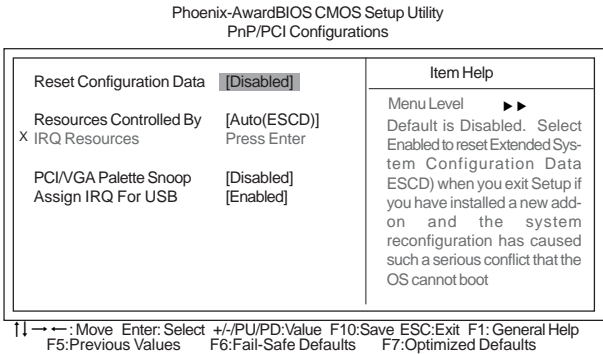 Phoenix-AwardBIOS CMOS Setup Utility
PnP/PCI Configurations
Reset Configuration Data [Disabled]
Resources Controlled By [Auto(ESCD)]
X IRQ Resources Press Enter
PCI/VGA Palette Snoop [Disabled]
Assign IRQ For USB [Enabled]
Item Help
Menu Level ►►
Default is Disabled. Select
Enabled to reset Extended Sys-
tem Configuration Data
ESCD) when you exit Setup if
you have installed a new add-
on and the system
reconfiguration has caused
such a serious conflict that the
OS cannot boot
↑↓→←: Move Enter: Select +/-/PU/PD:Value F10:Save ESC:Exit F1: General Help
F5:Previous Values F6:Fail-Safe Defaults F7:Optimized Defaults